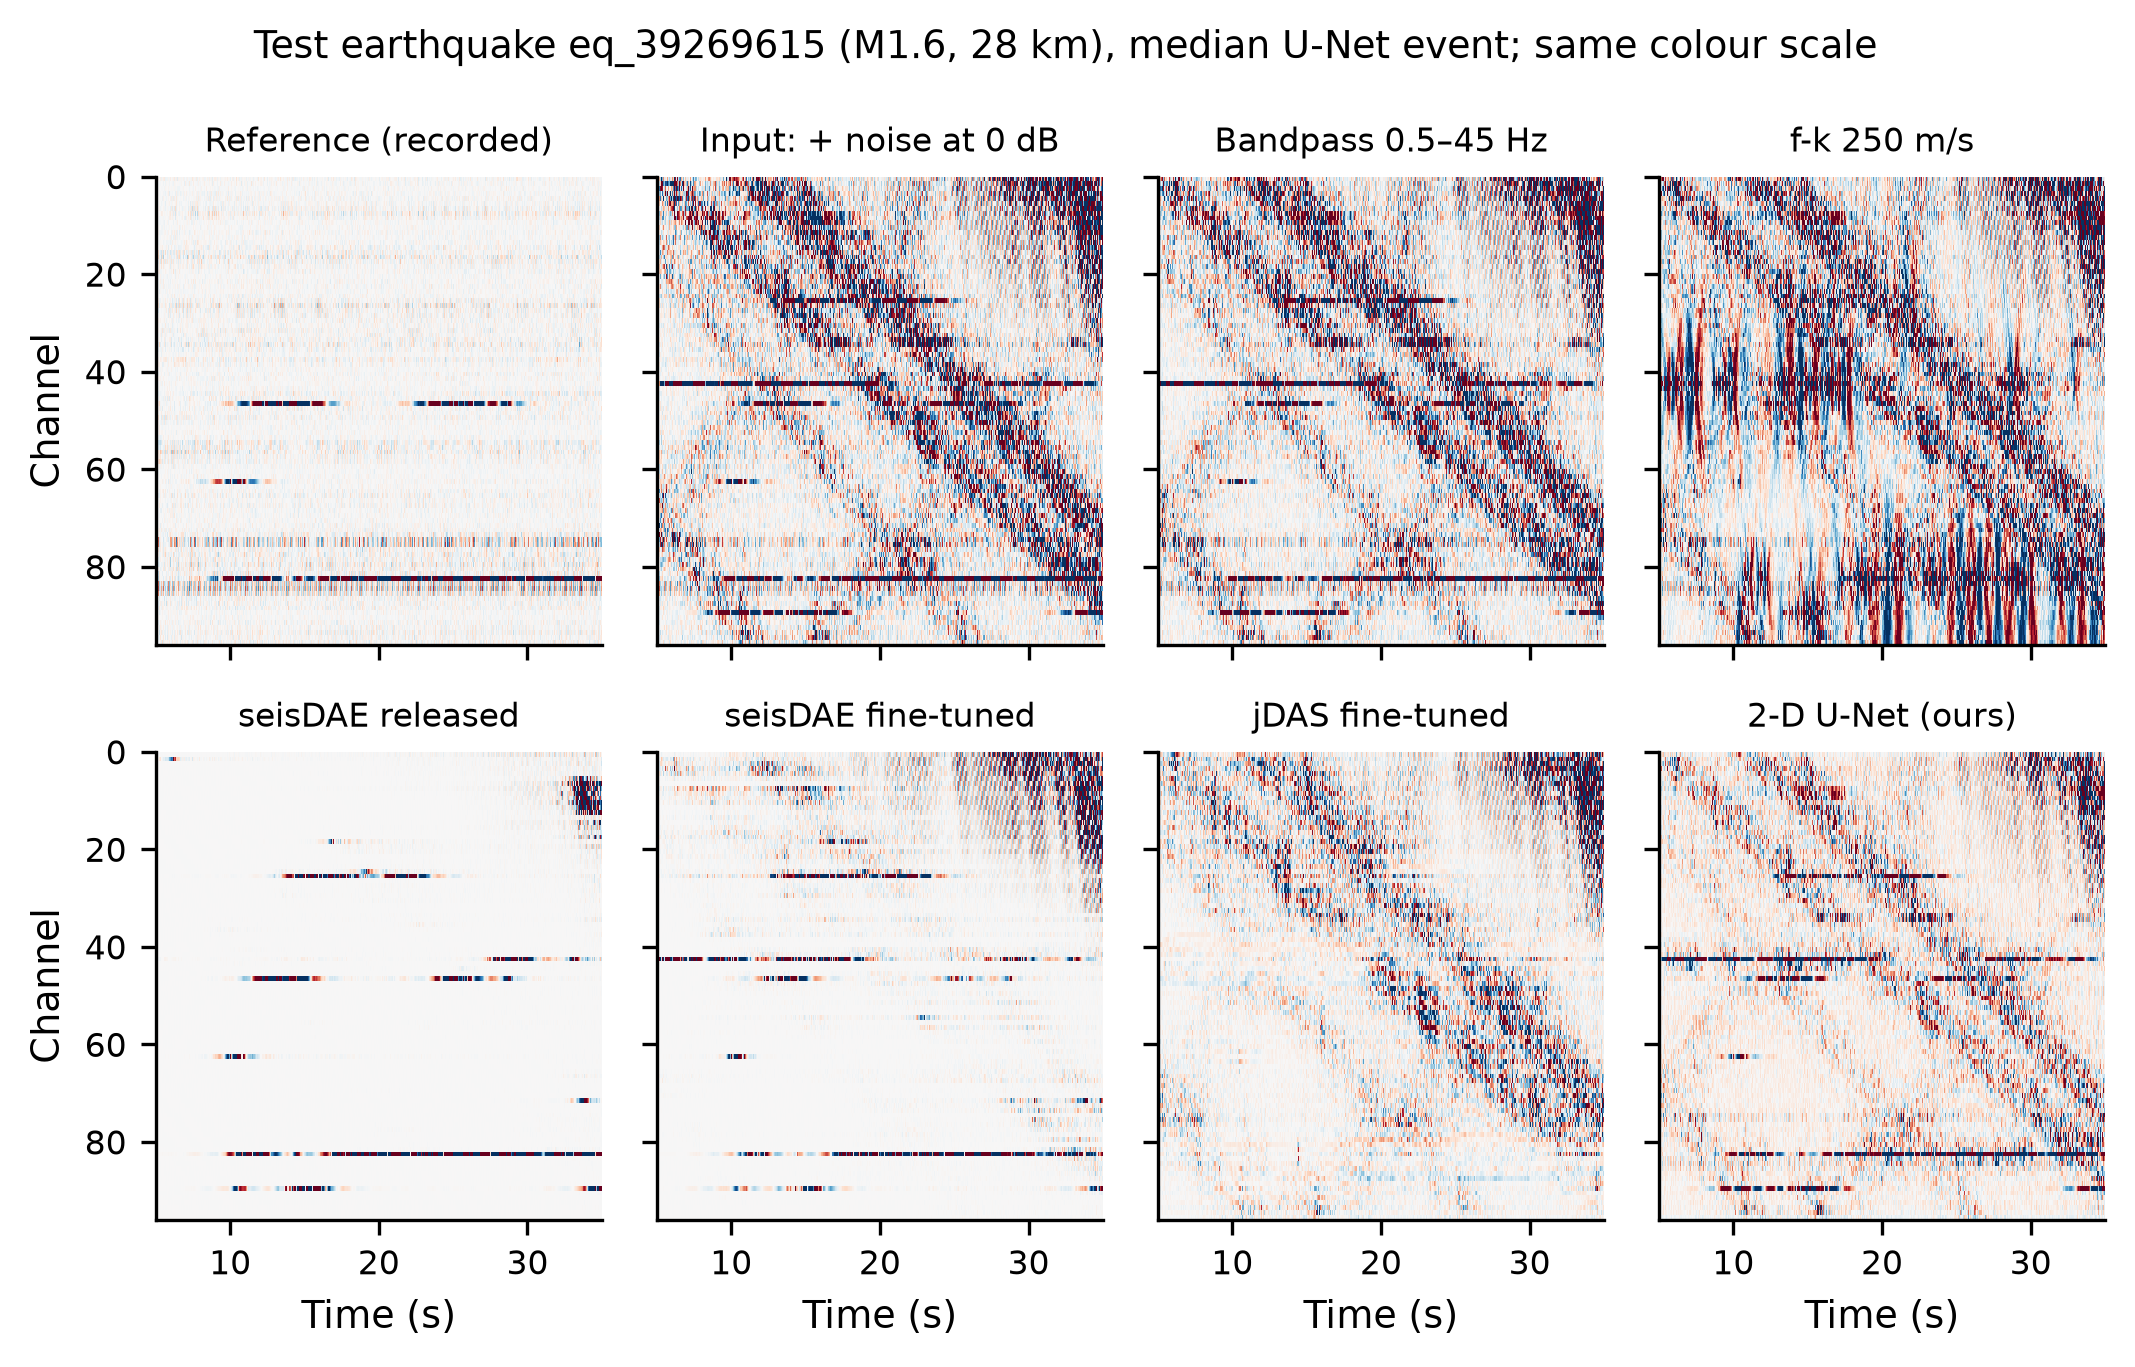 Test earthquake eq_39269615 (M1.6, 28 km), median U-Net event; same colour scale
Reference (recorded)
Input: + noise at 0 dB
Bandpass 0.5–45 Hz
f-k 250 m/s
0
20
40
60
80
Channel
seisDAE released
seisDAE fine-tuned
jDAS fine-tuned
2-D U-Net (ours)
0
20
40
60
80
Channel
10 20 30
10 20 30
10 20 30
10 20 30
Time (s)
Time (s)
Time (s)
Time (s)